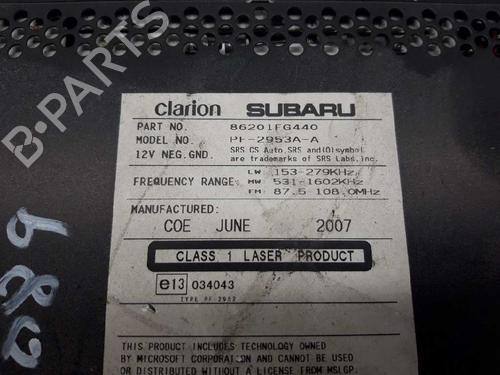 B-PARTS
clarion SUBARU
PART NO. 86201FG440
MODEL NO. PF-2953A-A
12V NEG.GND. SRS CS Auto,SRS and(O)symbol
are trademarks of SRS Labs,Inc.
LW 153-279KHz
FREQUENCY RANGE: MW 531-1602KHz
FM 87.5-108.0MHz
MANUFACTURED:
COE JUNE 2007
CLASS 1 LASER PRODUCT
e13 034043
TYPE PF-2952
THIS PRODUCT INCLUDES TECHNOLOGY OWNED
BY MICROSOFT CORPORATION AND CANNOT BE USED
OR DISTRIBUTED WITHOUT A LICENSE FROM MSLGP.